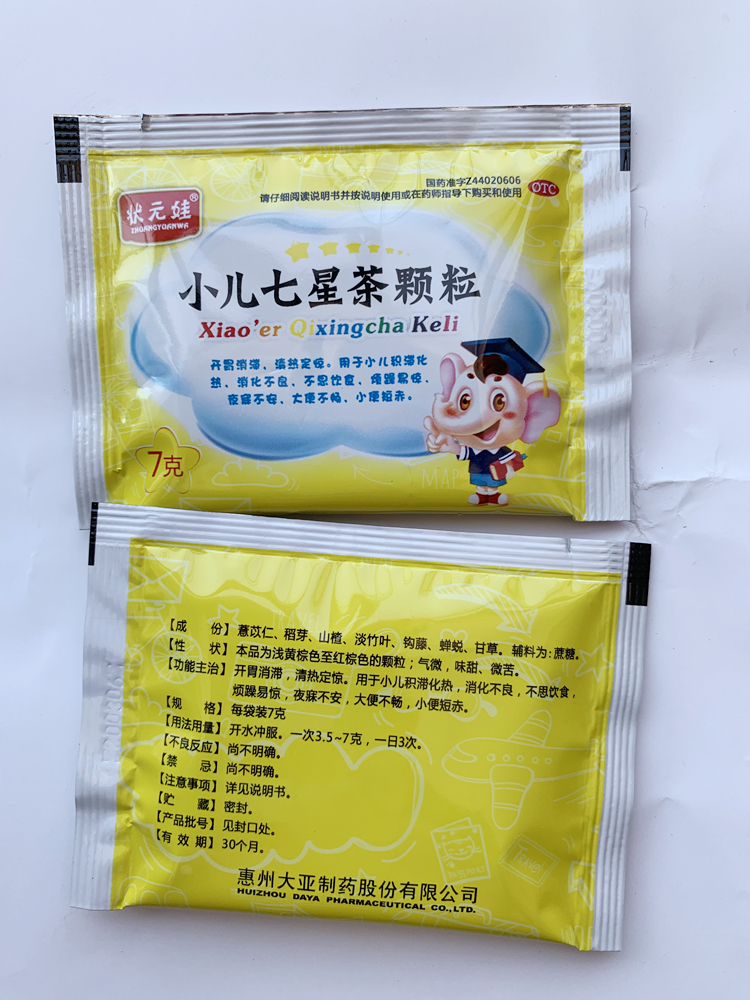 国药准字Z44020606
请仔细阅读说明书并按说明使用或在药师指导下购买和使用
OTC
状元娃®
ZHUANGYUANWA
小儿七星茶颗粒
Xiao'er Qixingcha Keli
开胃消滞，清热定惊。用于小儿积滞化
热，消化不良，不思饮食，烦躁易惊，
夜寐不安，大便不畅，小便短赤。
7克
MAP
【成 份】薏苡仁、稻芽、山楂、淡竹叶、钩藤、蝉蜕、甘草。辅料为：蔗糖。
【性 状】本品为浅黄棕色至红棕色的颗粒；气微，味甜、微苦。
【功能主治】开胃消滞，清热定惊。用于小儿积滞化热，消化不良，不思饮食，
烦躁易惊，夜寐不安，大便不畅，小便短赤。
【规 格】每袋装7克
【用法用量】开水冲服。一次3.5~7克，一日3次。
【不良反应】尚不明确。
【禁 忌】尚不明确。
【注意事项】详见说明书。
【贮 藏】密封。
【产品批号】见封口处。
【有 效 期】30个月。
惠州大亚制药股份有限公司
HUIZHOU DAYA PHARMACEUTICAL CO.,LTD.